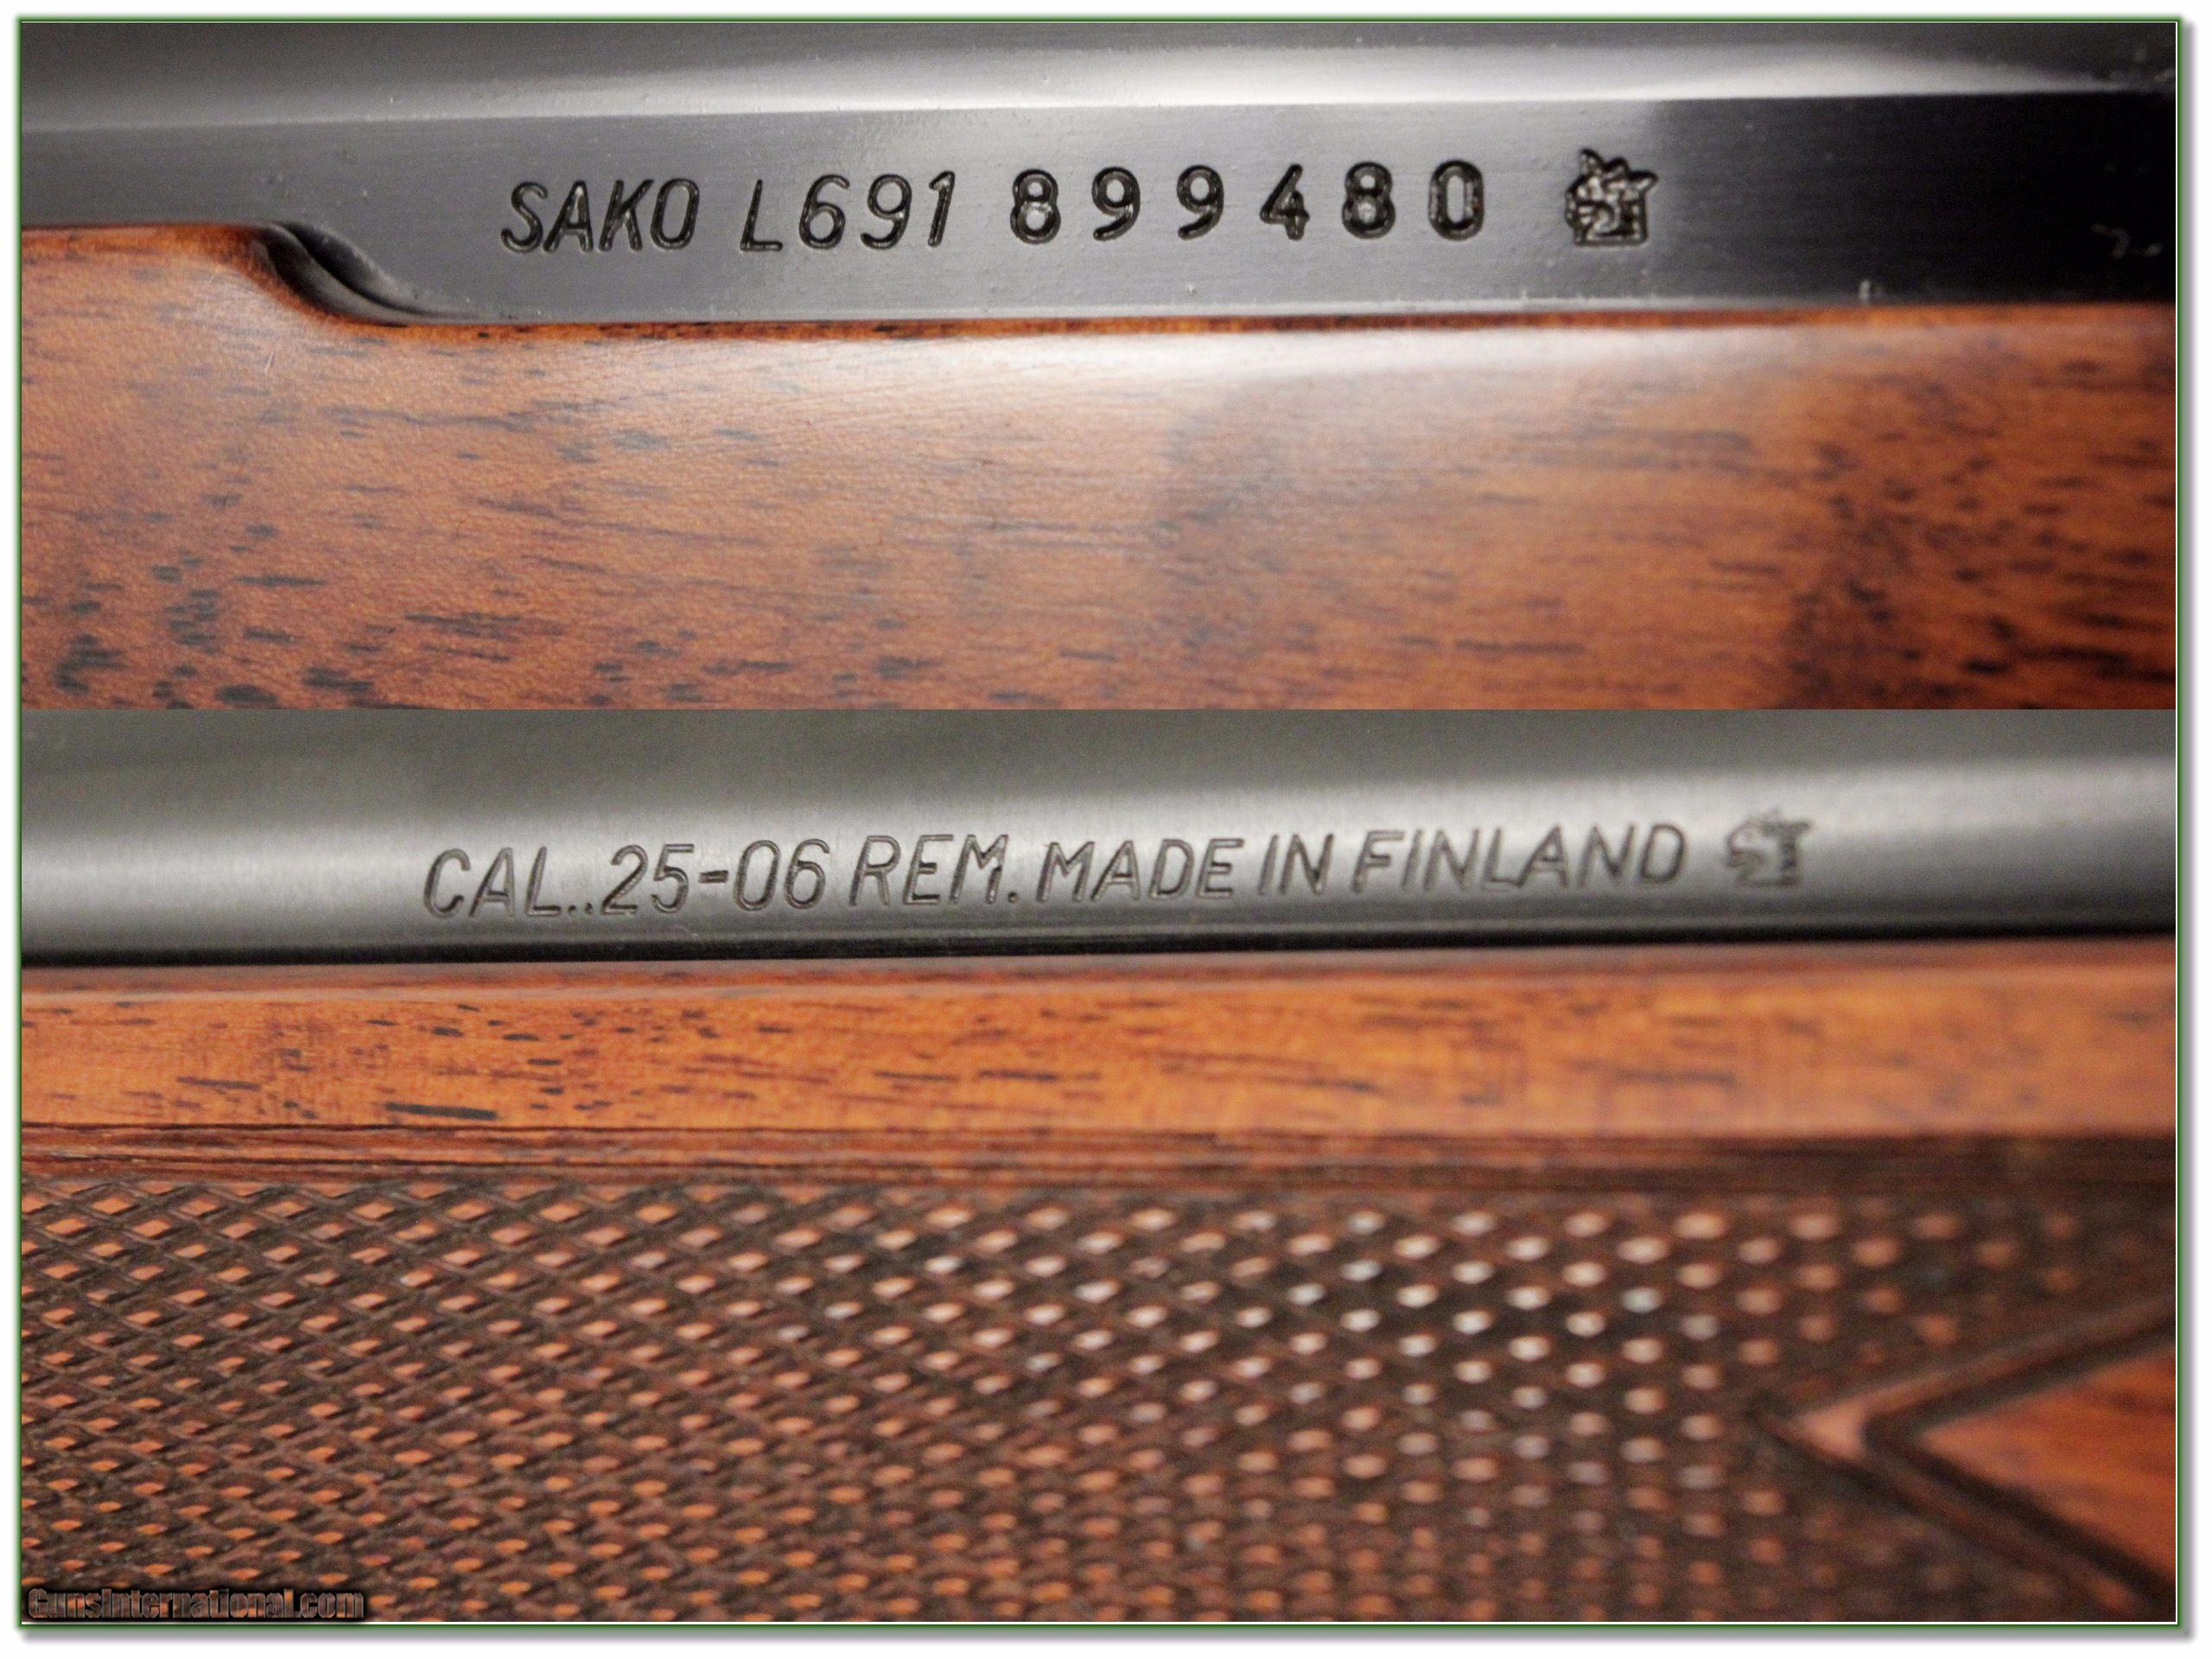 SAKO L691 899480
CAL..25-06 REM. MADE IN FINLAND
GunsInternational.com